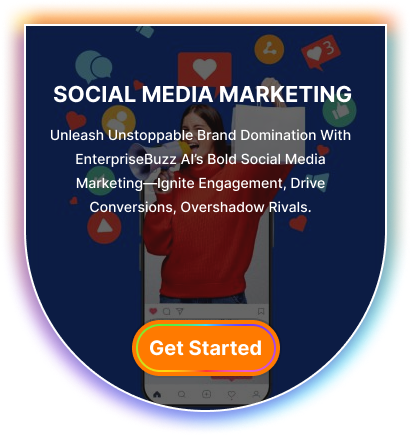 3
SOCIAL MEDIA MARKETING
Unleash Unstoppable Brand Domination With
EnterpriseBuzz AI's Bold Social Media
Marketing—Ignite Engagement, Drive
Conversions, Overshadow Rivals.
Get Started